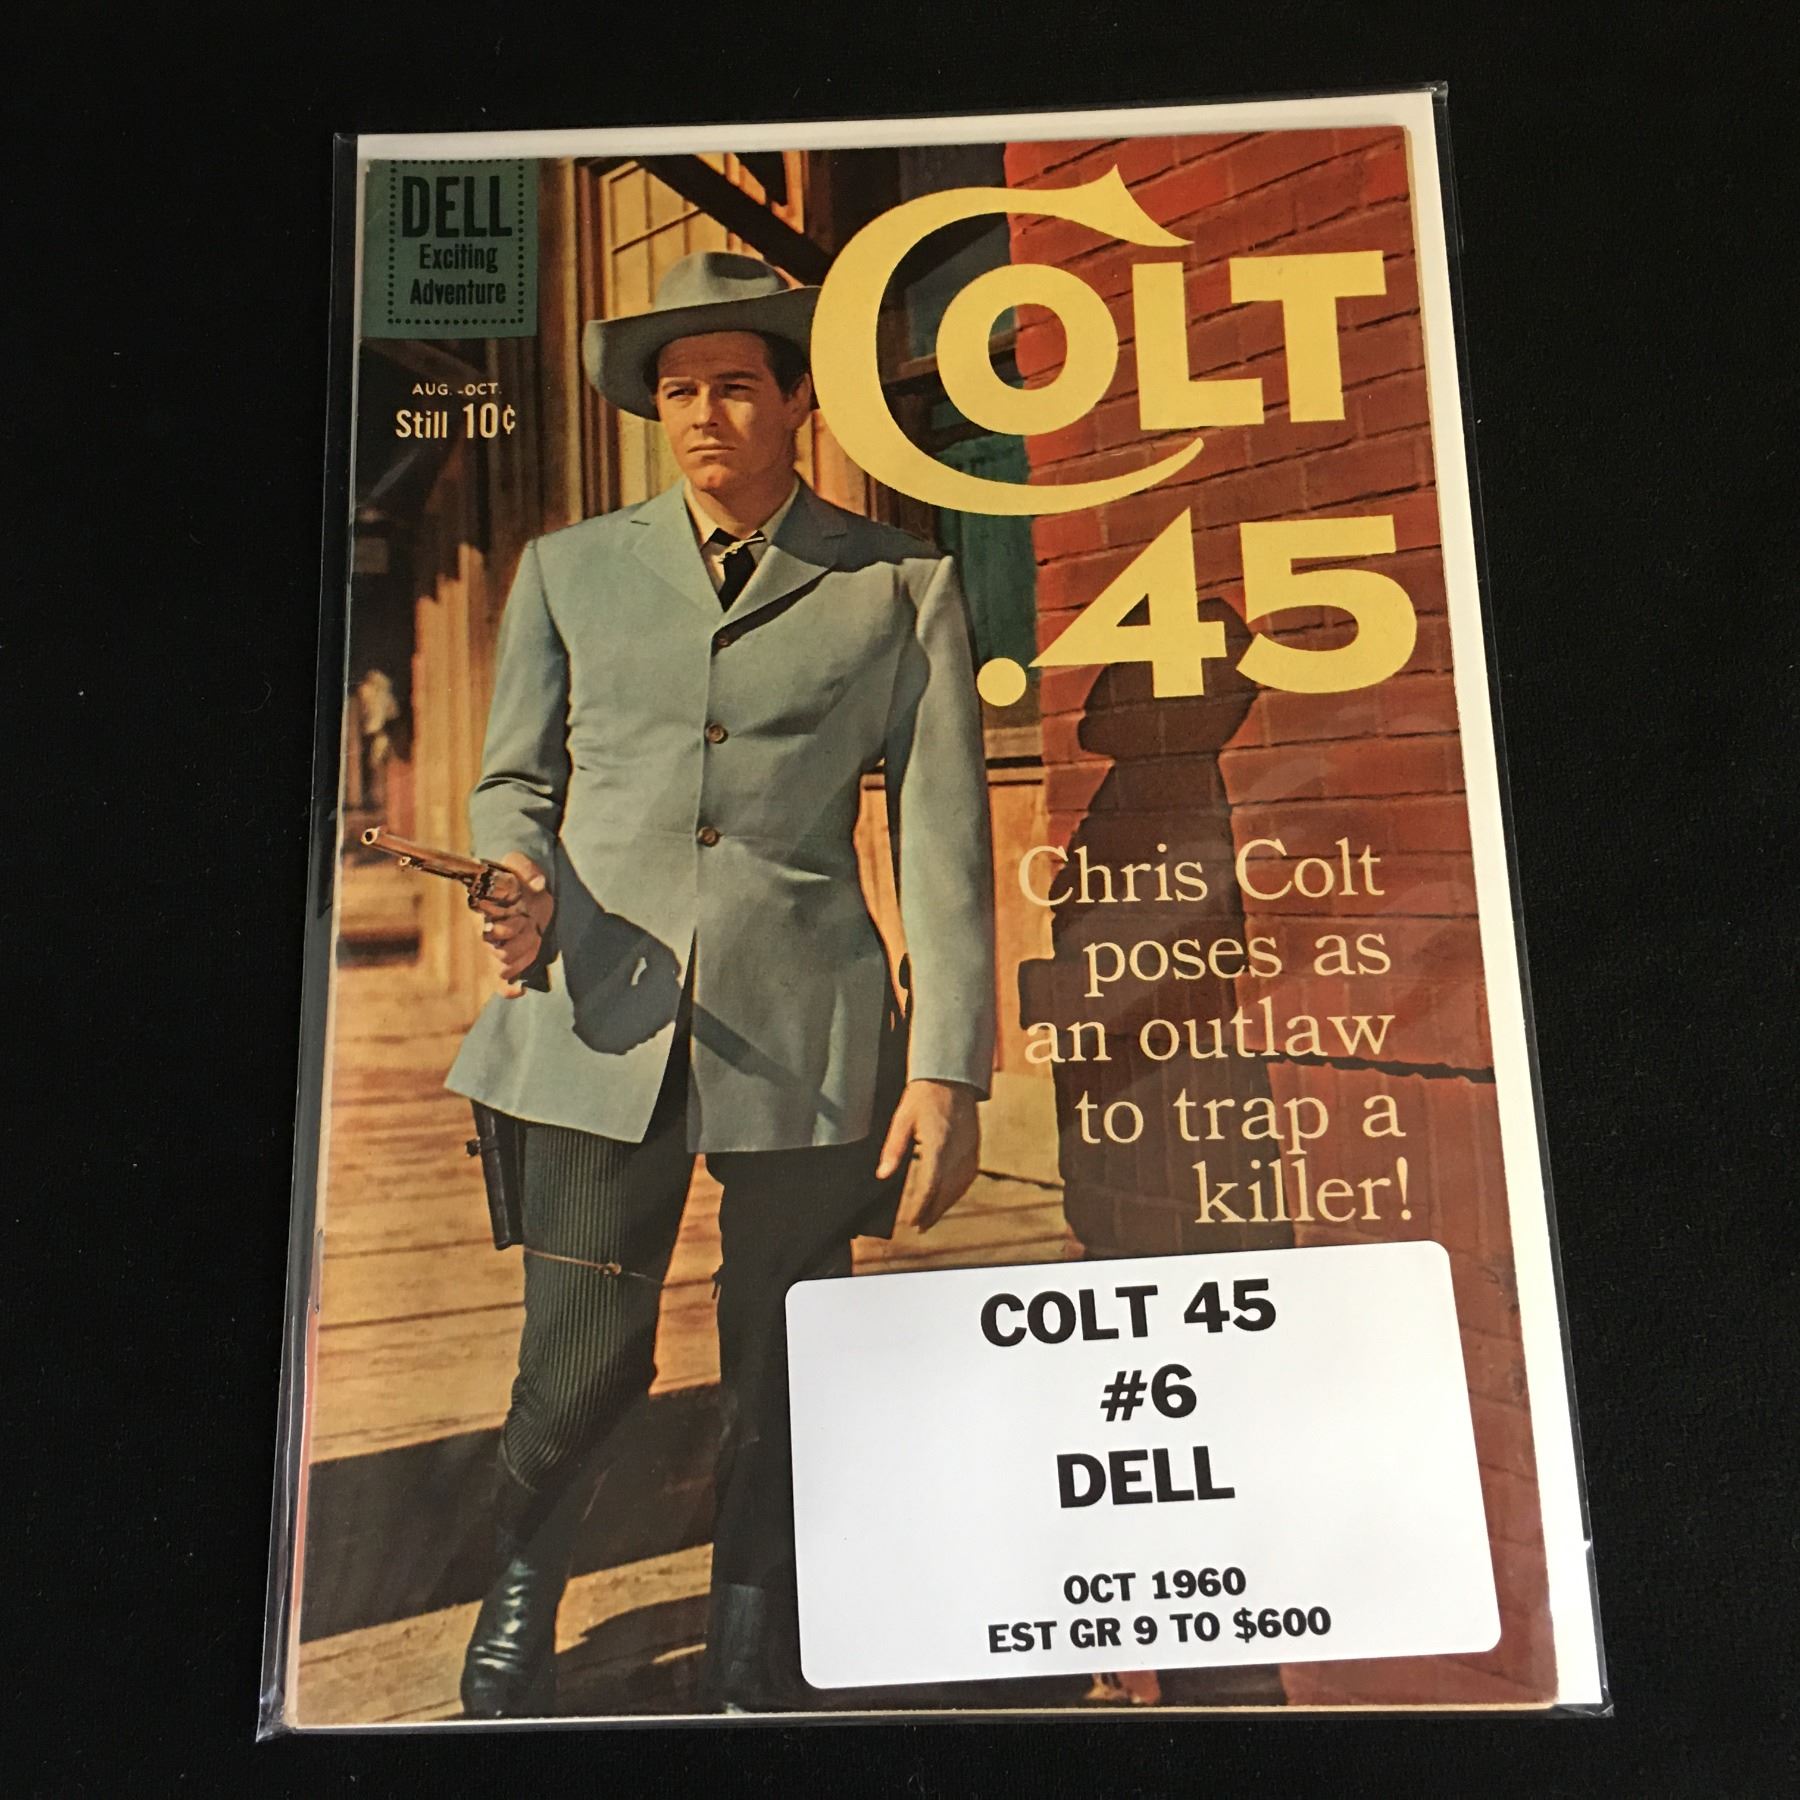 DELL
Exciting
Adventure
AUG.-OCT.
Still 10¢
COLT
.45
Chris Colt
poses as
an outlaw
to trap a
killer!
COLT 45
#6
DELL
OCT 1960
EST GR 9 TO $600